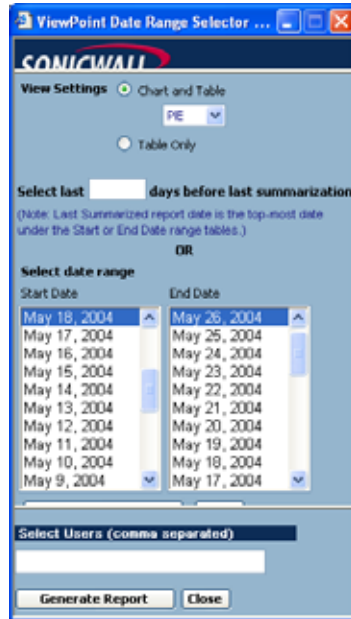 ViewPoint Date Range Selector ...
SONICWALL
View Settings Chart and Table
PIE
Table Only
Select last days before last summarization
(Note: Last Summarized report date is the top-most date
under the Start or End Date range tables.)
OR
Select date range
Start Date End Date
May 18, 2004 May 26, 2004
May 17, 2004 May 25, 2004
May 16, 2004 May 24, 2004
May 15, 2004 May 23, 2004
May 14, 2004 May 22, 2004
May 13, 2004 May 21, 2004
May 12, 2004 May 20, 2004
May 11, 2004 May 19, 2004
May 10, 2004 May 18, 2004
May 9, 2004 May 17, 2004
Select Users (comma separated)
Generate Report Close